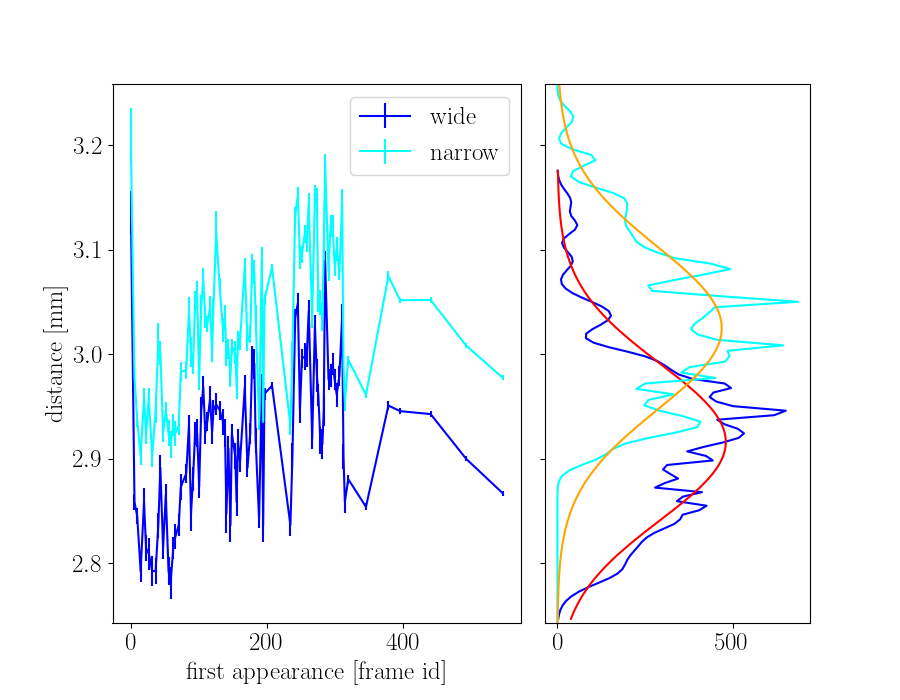 wide
narrow
3.2
3.1
3.0
2.9
2.8
distance [mm]
0
200
400
0
500
first appearance [frame id]